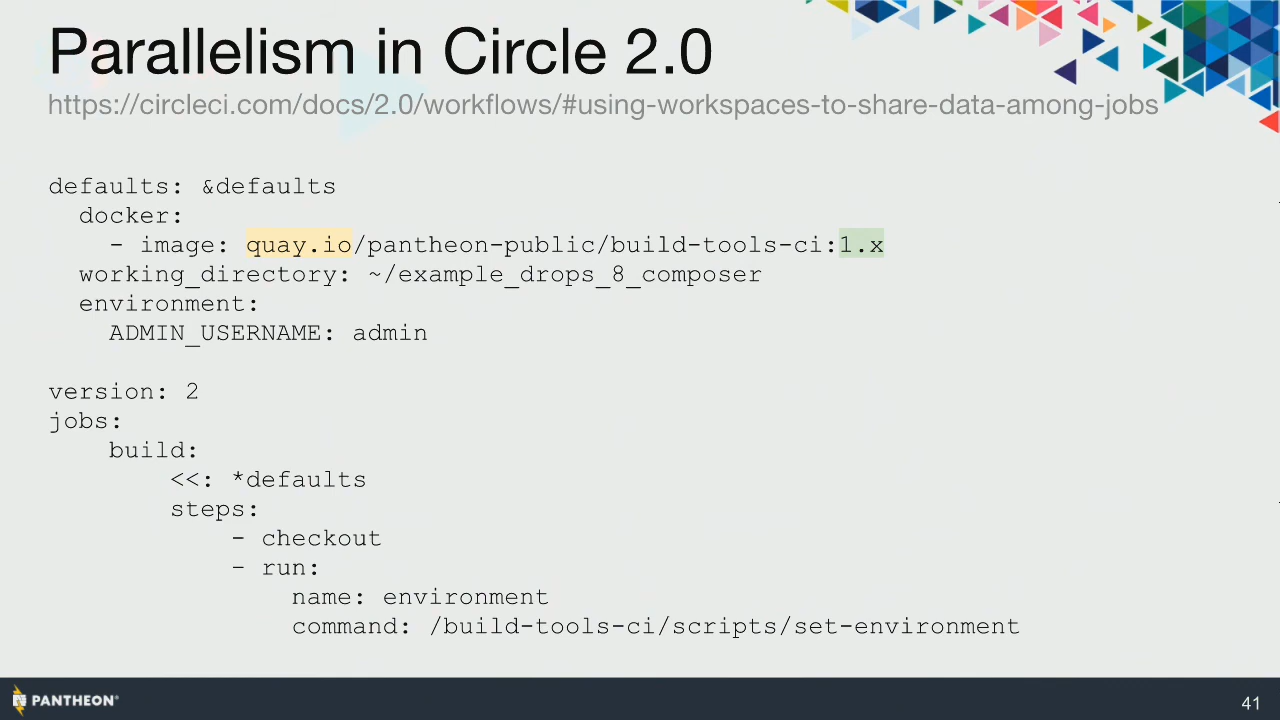 Parallelism in Circle 2.0
https://circleci.com/docs/2.0/workflows/#using-workspaces-to-share-data-among-jobs
defaults: &defaults
  docker:
    - image: quay.io/pantheon-public/build-tools-ci:1.x
  working_directory: ~/example_drops_8_composer
  environment:
    ADMIN_USERNAME: admin

version: 2
jobs:
    build:
        <<: *defaults
        steps:
            - checkout
            - run:
                name: environment
                command: /build-tools-ci/scripts/set-environment
PANTHEON
41